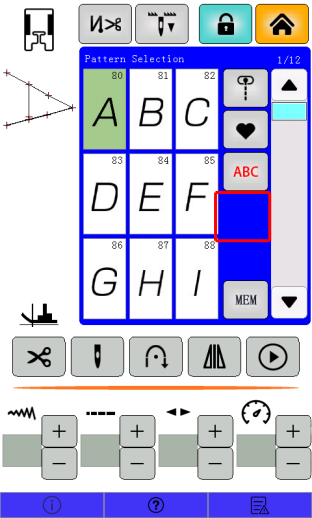 Pattern Selection 1/12
80 81 82
A B C
ABC
83 84 85
D E F
86 87 88
G H I
MEM